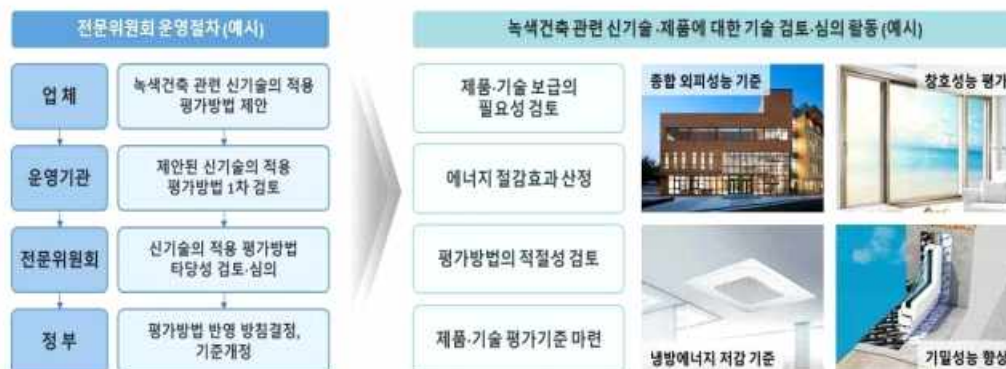 전문위원회 운영절차 (예시)
업 체
녹색건축 관련 신기술의 적용
평가방법 제안
운영기관
제안된 신기술의 적용
평가방법 1차 검토
전문위원회
신기술의 적용 평가방법
타당성 검토·심의
정 부
평가방법 반영 방침결정,
기준개정
녹색건축 관련 신기술·제품에 대한 기술 검토·심의 활동 (예시)
제품·기술 보급의
필요성 검토
에너지 절감효과 산정
평가방법의 적절성 검토
제품·기술 평가기준 마련
종합 외피성능 기준
창호성능 평가
냉방에너지 저감 기준
기밀성능 향상